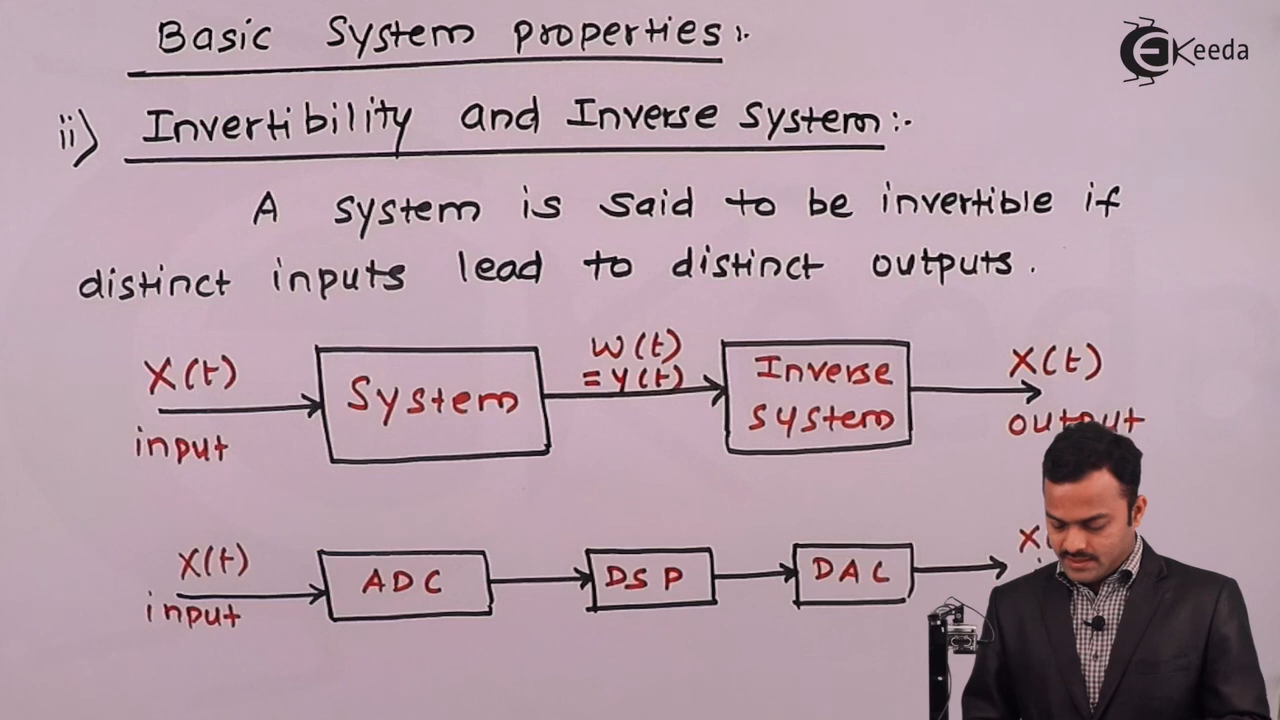 Basic System properties:-
EKeeda
ii) Invertibility and Inverse system:-
A system is said to be invertible if
distinct inputs lead to distinct outputs.
X(t)
input
System
W(t)
=Y(t)
Inverse
system
X(t)
output
X(t)
input
ADC
DSP
DAC